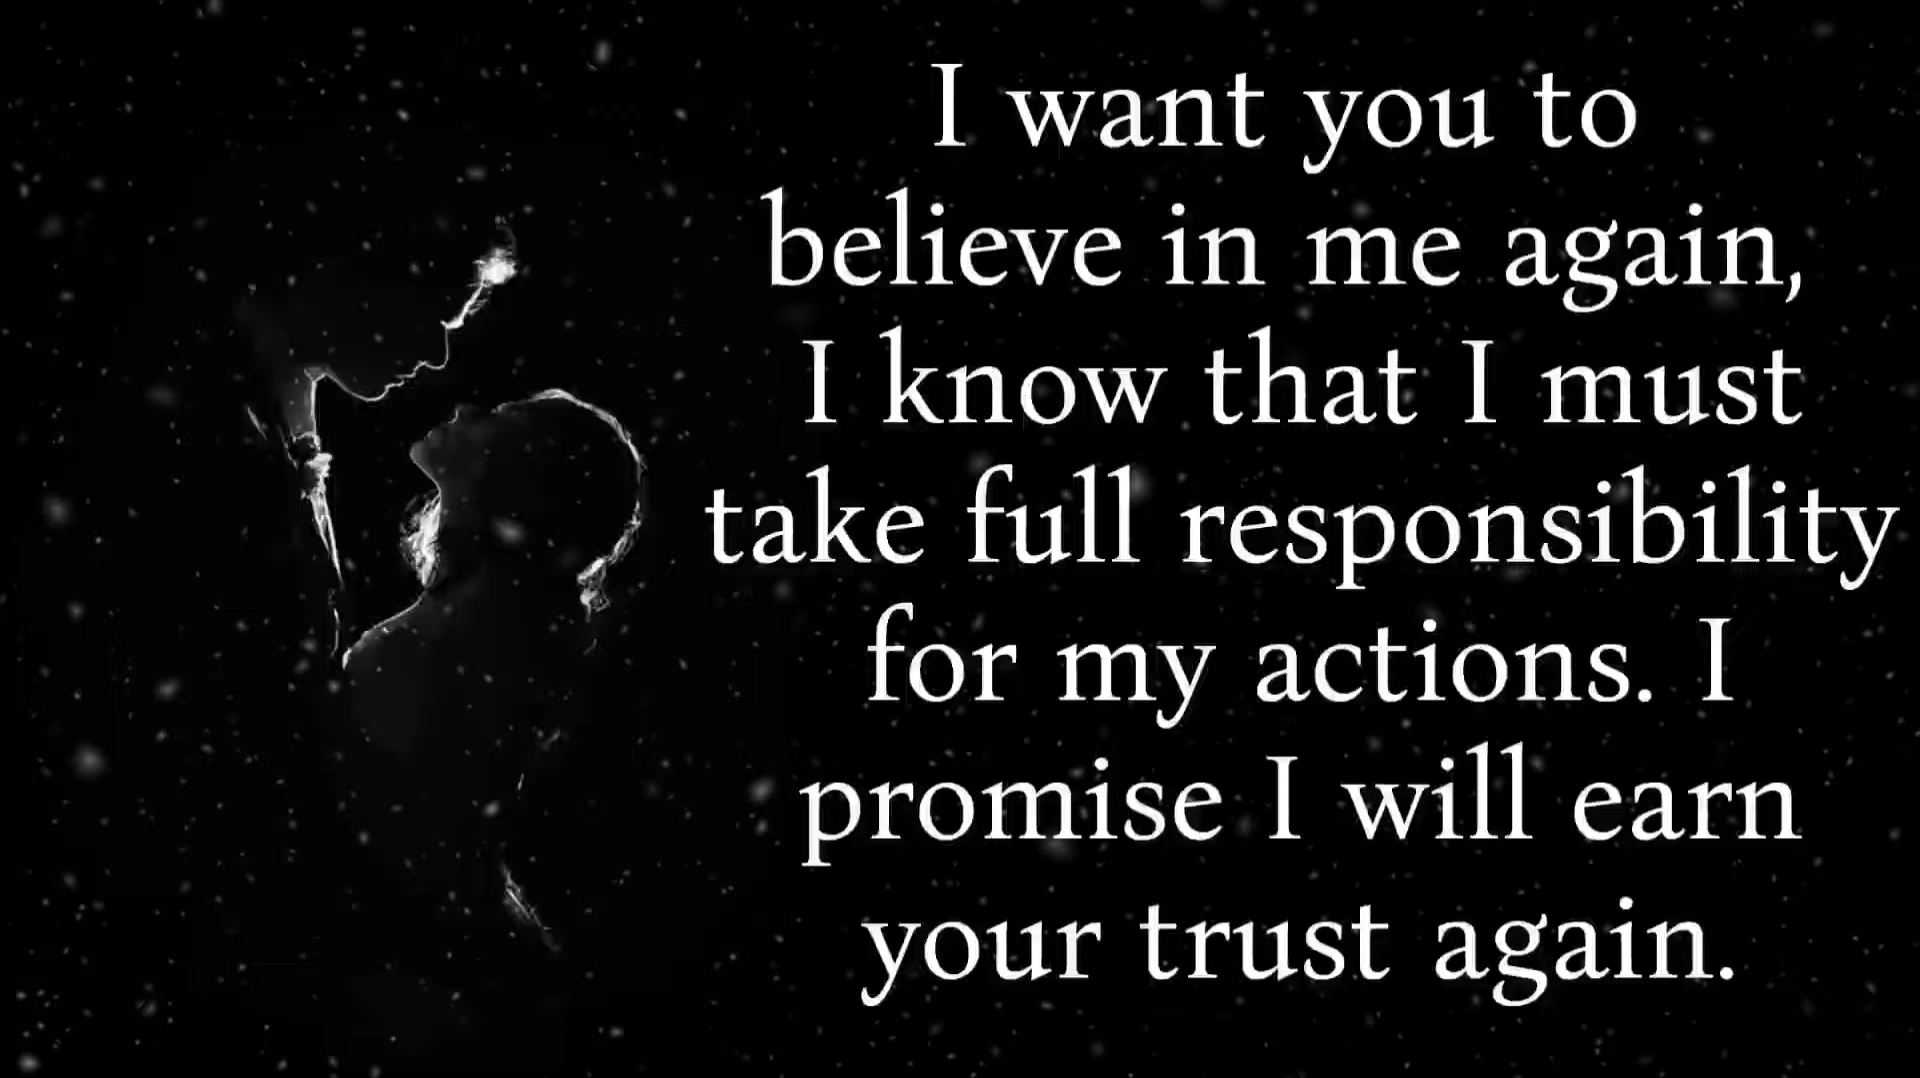 I want you to
believe in me again,
I know that I must
take full responsibility
for my actions. I
promise I will earn
your trust again.